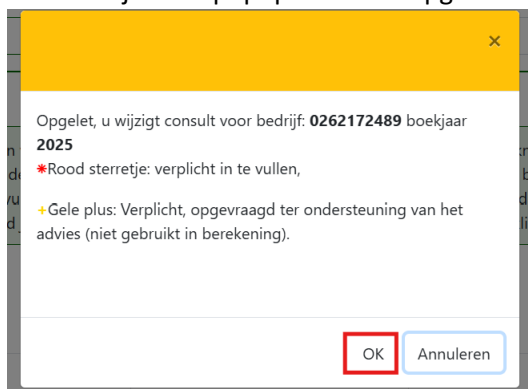 ×
Opgelet, u wijzigt consult voor bedrijf: 0262172489 boekjaar
2025
*Rood sterretje: verplicht in te vullen,
+Gele plus: Verplicht, opgevraagd ter ondersteuning van het
advies (niet gebruikt in berekening).
OK Annuleren